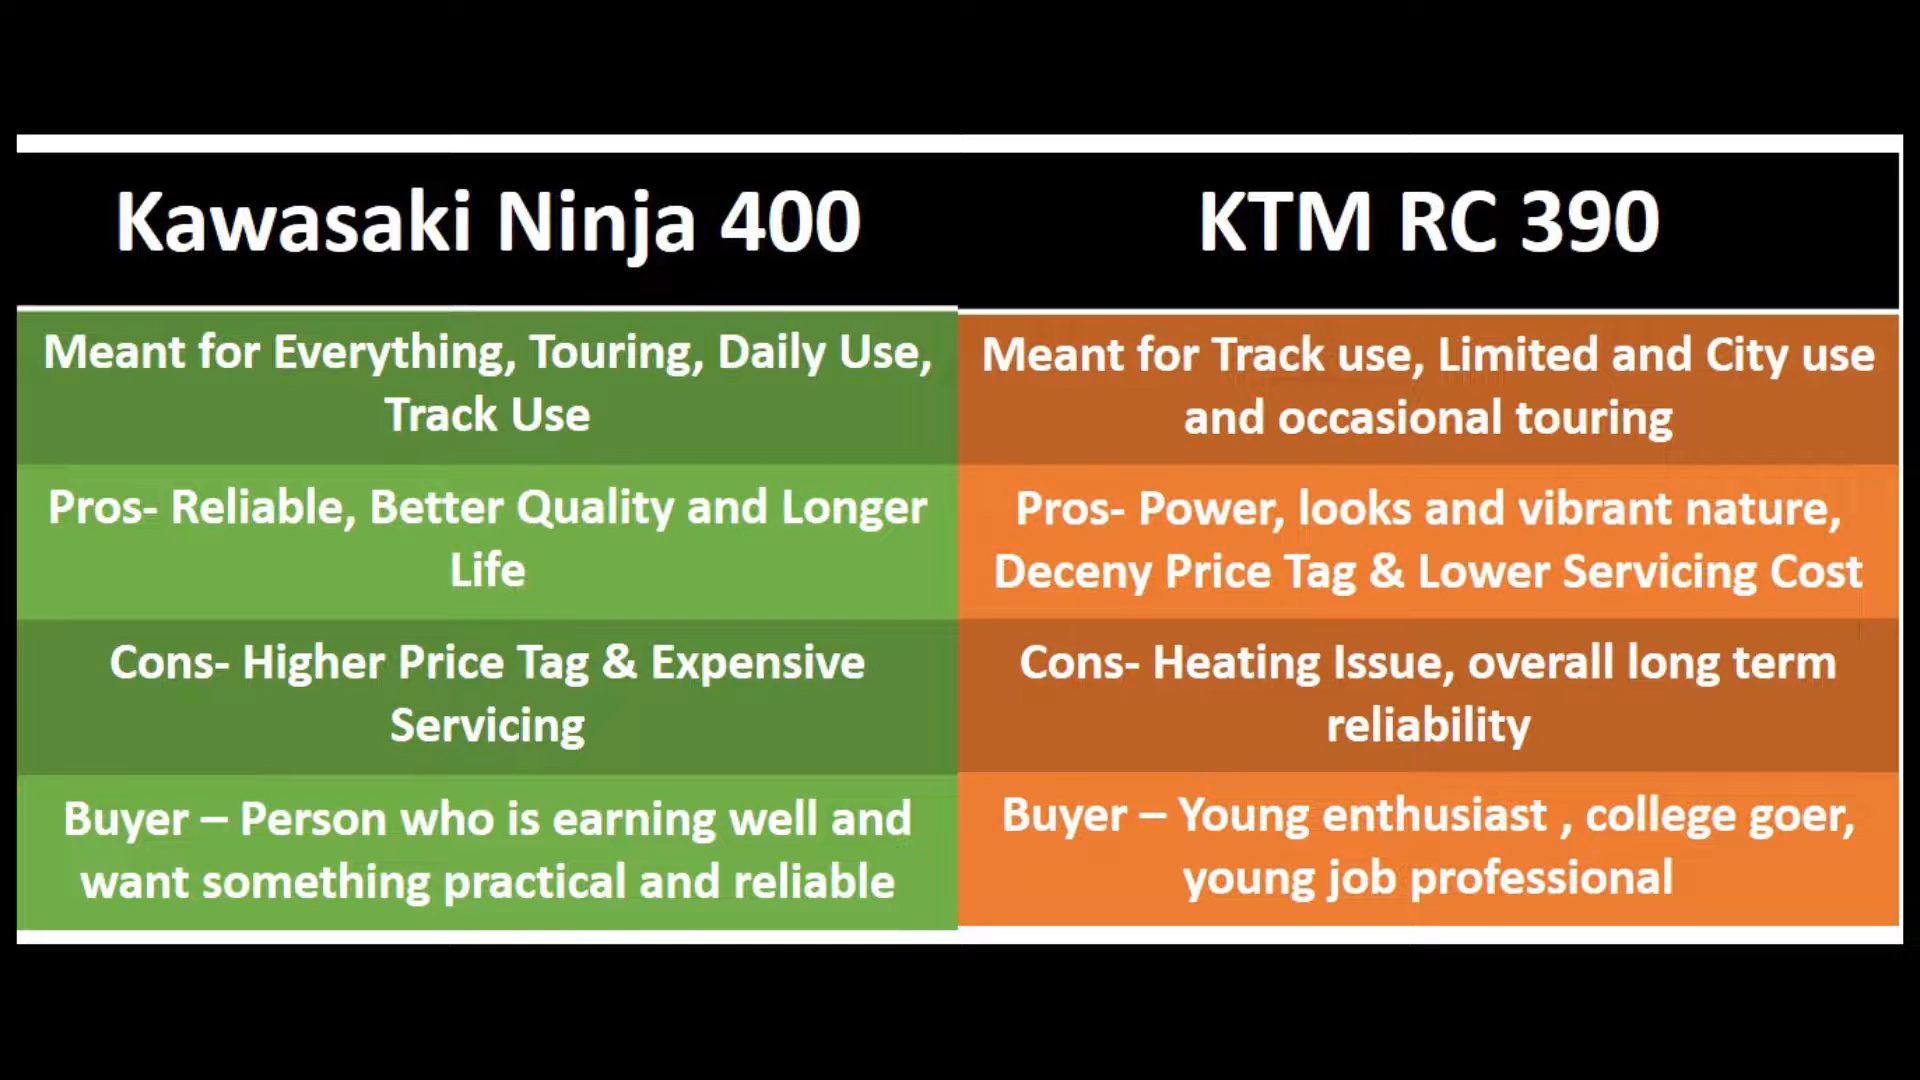 Kawasaki Ninja 400
KTM RC 390
Meant for Everything, Touring, Daily Use,
Track Use
Meant for Track use, Limited and City use
and occasional touring
Pros- Reliable, Better Quality and Longer
Life
Pros- Power, looks and vibrant nature,
Deceny Price Tag & Lower Servicing Cost
Cons- Higher Price Tag & Expensive
Servicing
Cons- Heating Issue, overall long term
reliability
Buyer – Person who is earning well and
want something practical and reliable
Buyer – Young enthusiast , college goer,
young job professional